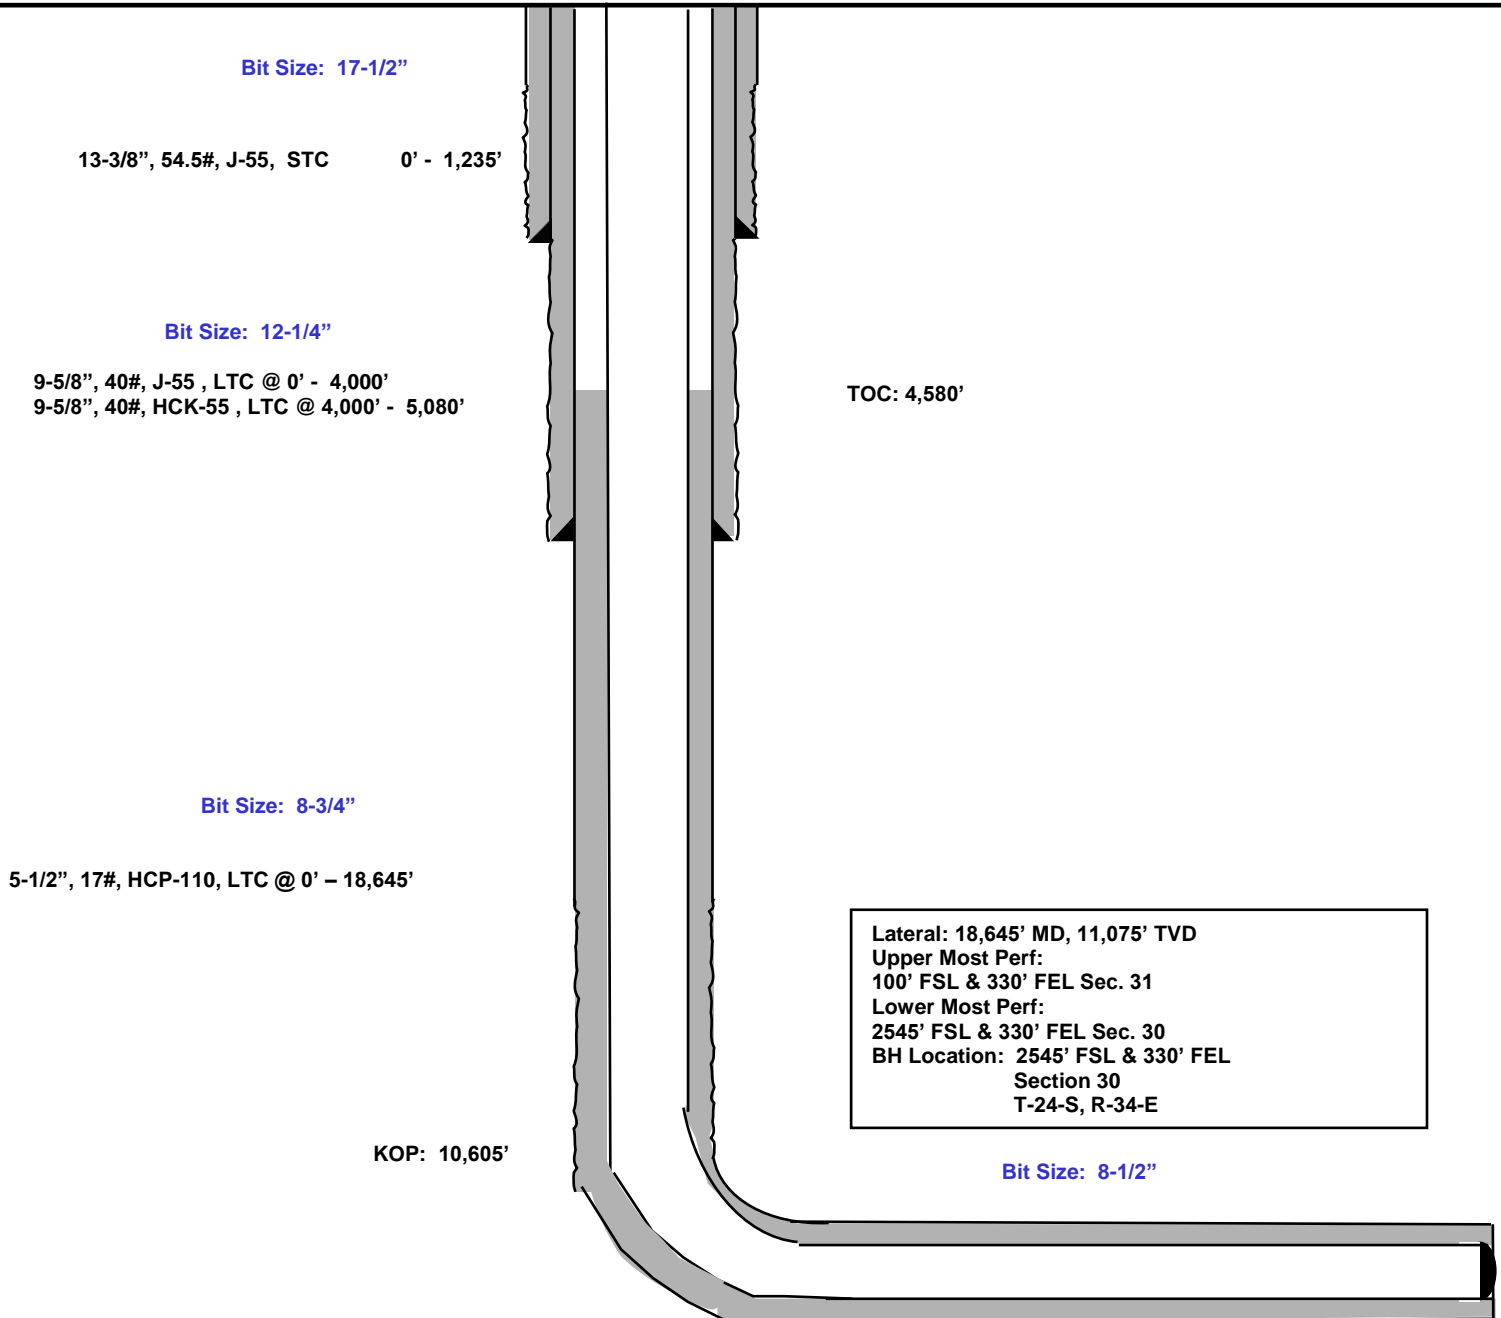 Bit Size: 17-1/2”
13-3/8”, 54.5#, J-55, STC 0’ - 1,235’
Bit Size: 12-1/4”
9-5/8”, 40#, J-55 , LTC @ 0’ - 4,000’
9-5/8”, 40#, HCK-55 , LTC @ 4,000’ - 5,080’
TOC: 4,580’
Bit Size: 8-3/4”
5-1/2”, 17#, HCP-110, LTC @ 0’ – 18,645’
Lateral: 18,645’ MD, 11,075’ TVD
Upper Most Perf:
100’ FSL & 330’ FEL Sec. 31
Lower Most Perf:
2545’ FSL & 330’ FEL Sec. 30
BH Location: 2545’ FSL & 330’ FEL
Section 30
T-24-S, R-34-E
KOP: 10,605’
Bit Size: 8-1/2”